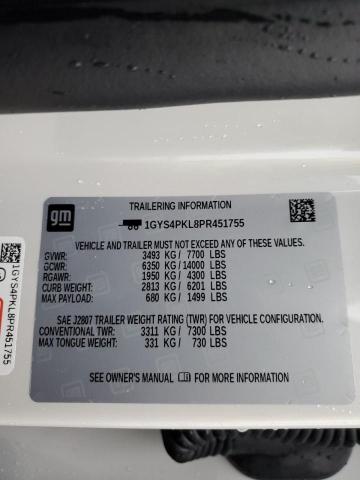 gm
TRAILERING INFORMATION
1GYS4PKL8PR451755
VEHICLE AND TRAILER MUST NOT EXCEED ANY OF THESE VALUES:
GVWR: 3493 KG / 7700 LBS
GCWR: 6350 KG / 14000 LBS
RGAWR: 1950 KG / 4300 LBS
CURB WEIGHT: 2813 KG / 6201 LBS
MAX PAYLOAD: 680 KG / 1499 LBS
SAE J2807 TRAILER WEIGHT RATING (TWR) FOR VEHICLE CONFIGURATION.
CONVENTIONAL TWR: 3311 KG / 7300 LBS
MAX TONGUE WEIGHT: 331 KG / 730 LBS
SEE OWNER'S MANUAL FOR MORE INFORMATION
1GYS4PKL8PR451755